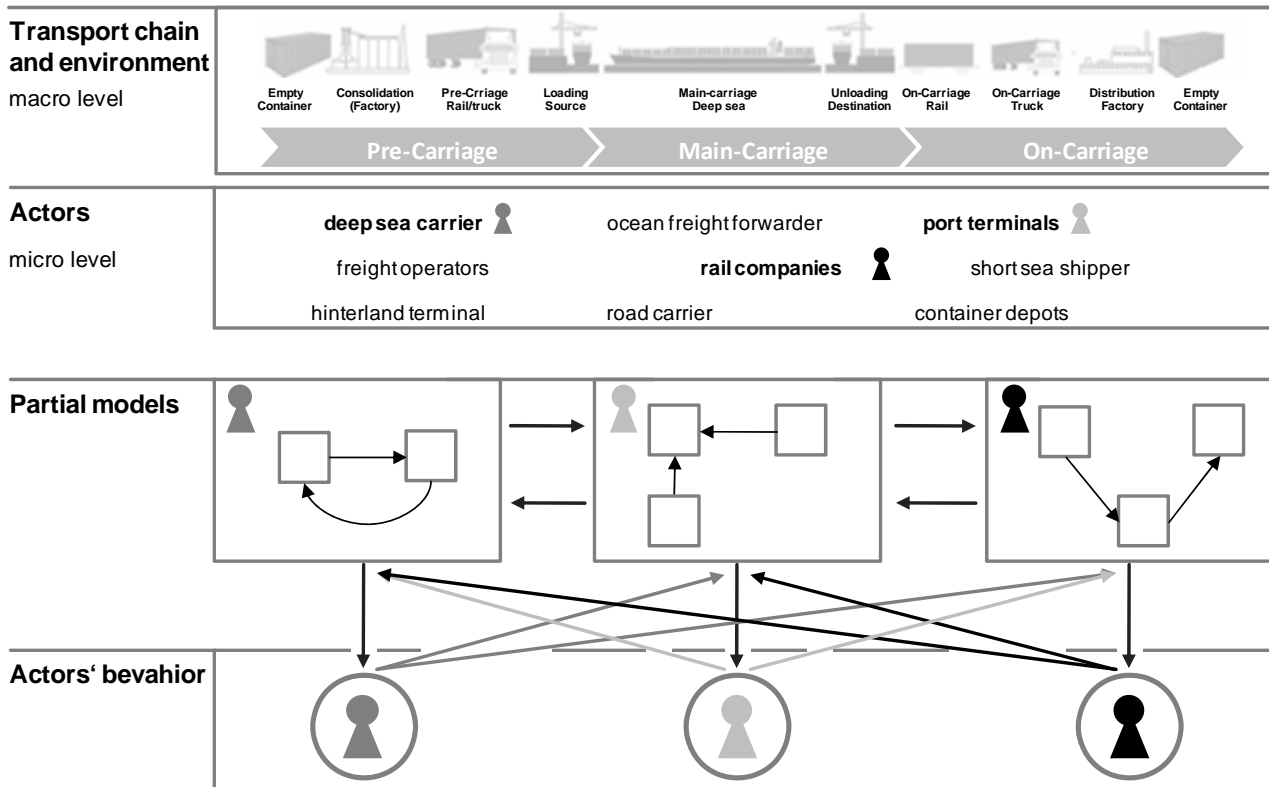 Transport chain
and environment
macro level
Empty
Container
Consolidation
(Factory)
Pre-Crriage
Rail/truck
Loading
Source
Main-carriage
Deep sea
Unloading
Destination
On-Carriage
Rail
On-Carriage
Truck
Distribution
Factory
Empty
Container
Pre-Carriage
Main-Carriage
On-Carriage
Actors
micro level
deep sea carrier
ocean freight forwarder
port terminals
freight operators
rail companies
short sea shipper
hinterland terminal
road carrier
container depots
Partial models
Actors‘ bevahior